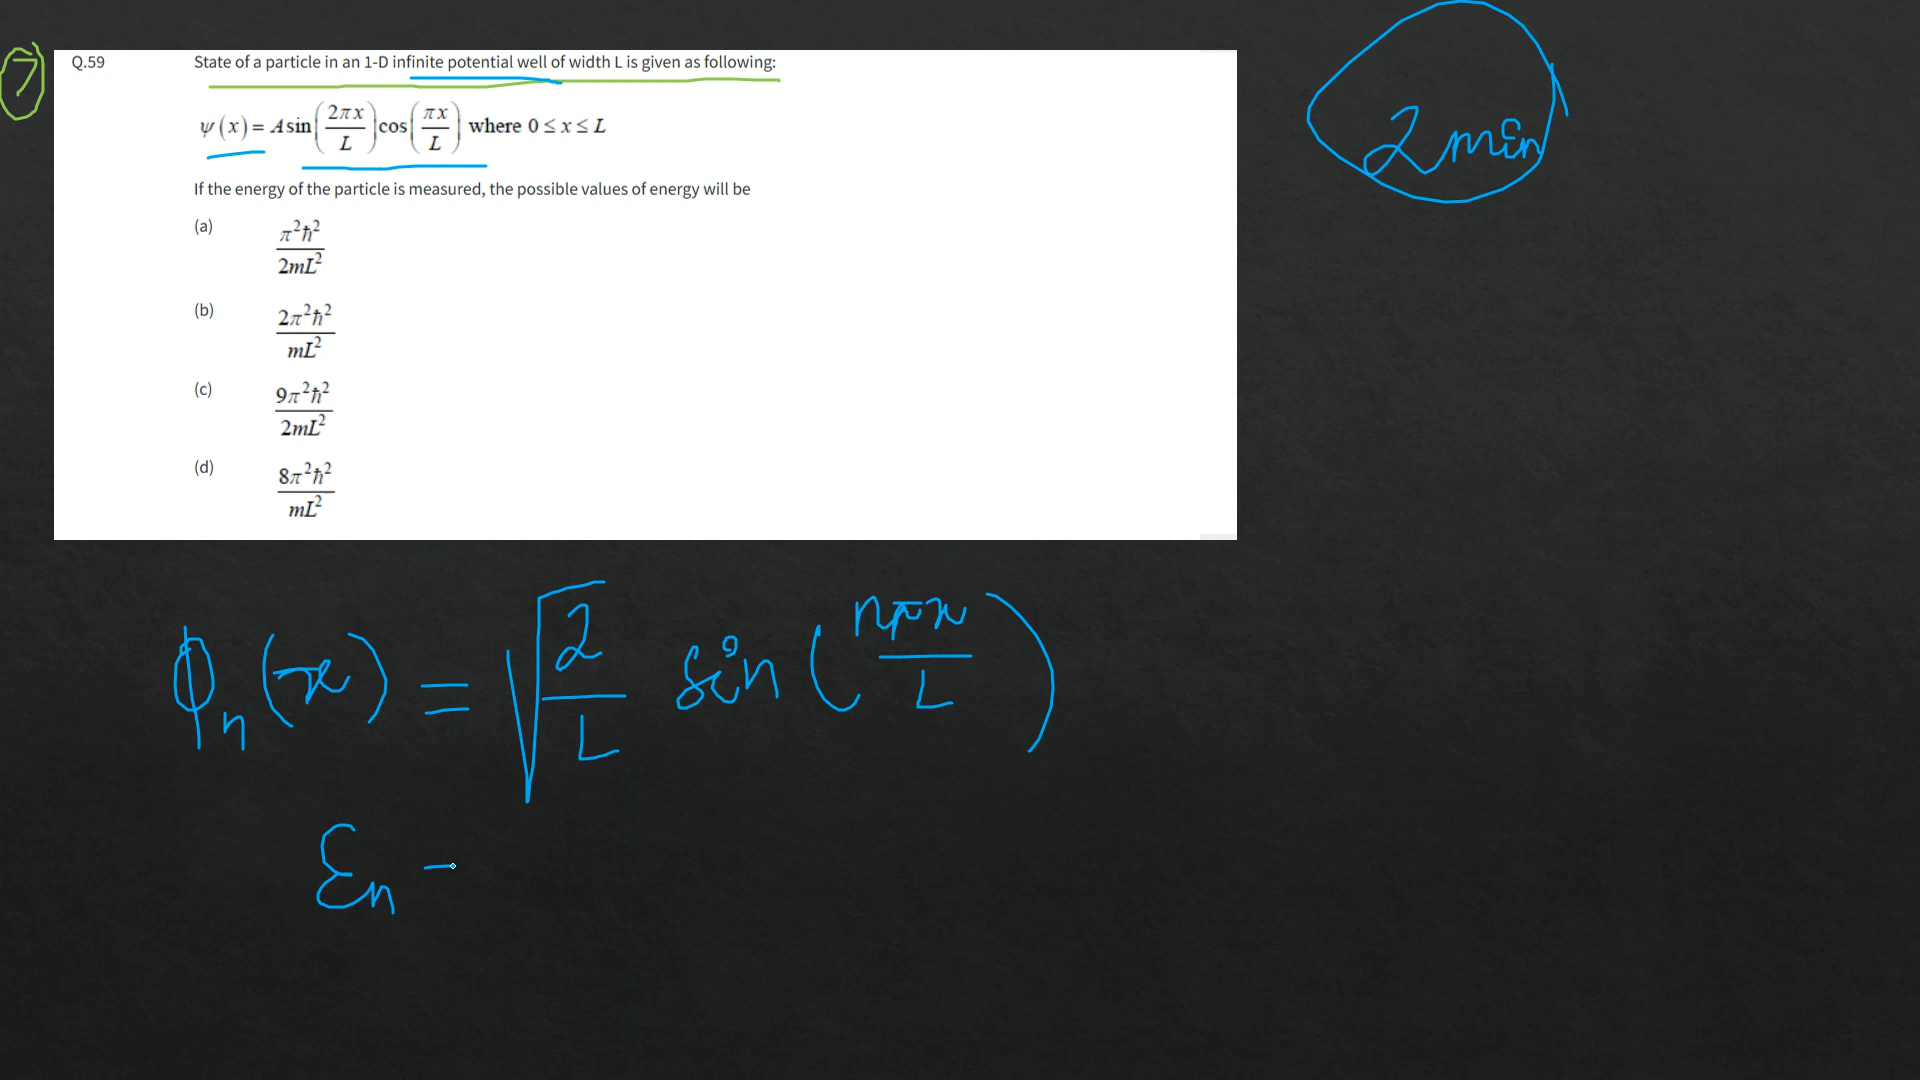 7
Q.59 State of a particle in an 1-D infinite potential well of width L is given as following:
ψ(x) = A sin(2πx/L) cos(πx/L) where 0 ≤ x ≤ L
If the energy of the particle is measured, the possible values of energy will be
(a) π²ħ²/2mL²
(b) 2π²ħ²/mL²
(c) 9π²ħ²/2mL²
(d) 8π²ħ²/mL²
2 min
ϕn(x) = √(2/L) sin(nπx/L)
Ɛn –